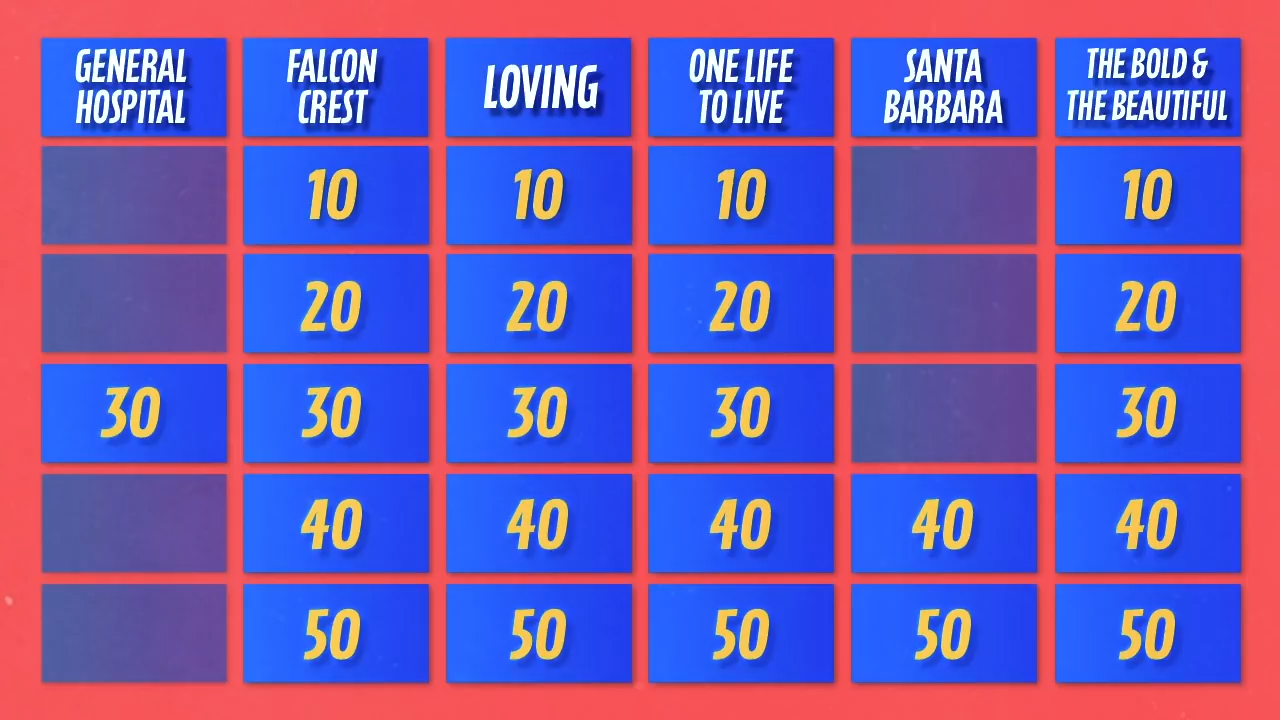 GENERAL
HOSPITAL
FALCON
CREST
LOVING
ONE LIFE
TO LIVE
SANTA
BARBARA
THE BOLD &
THE BEAUTIFUL
10 10 10 10
20 20 20 20
30 30 30 30 30
40 40 40 40 40
50 50 50 50 50